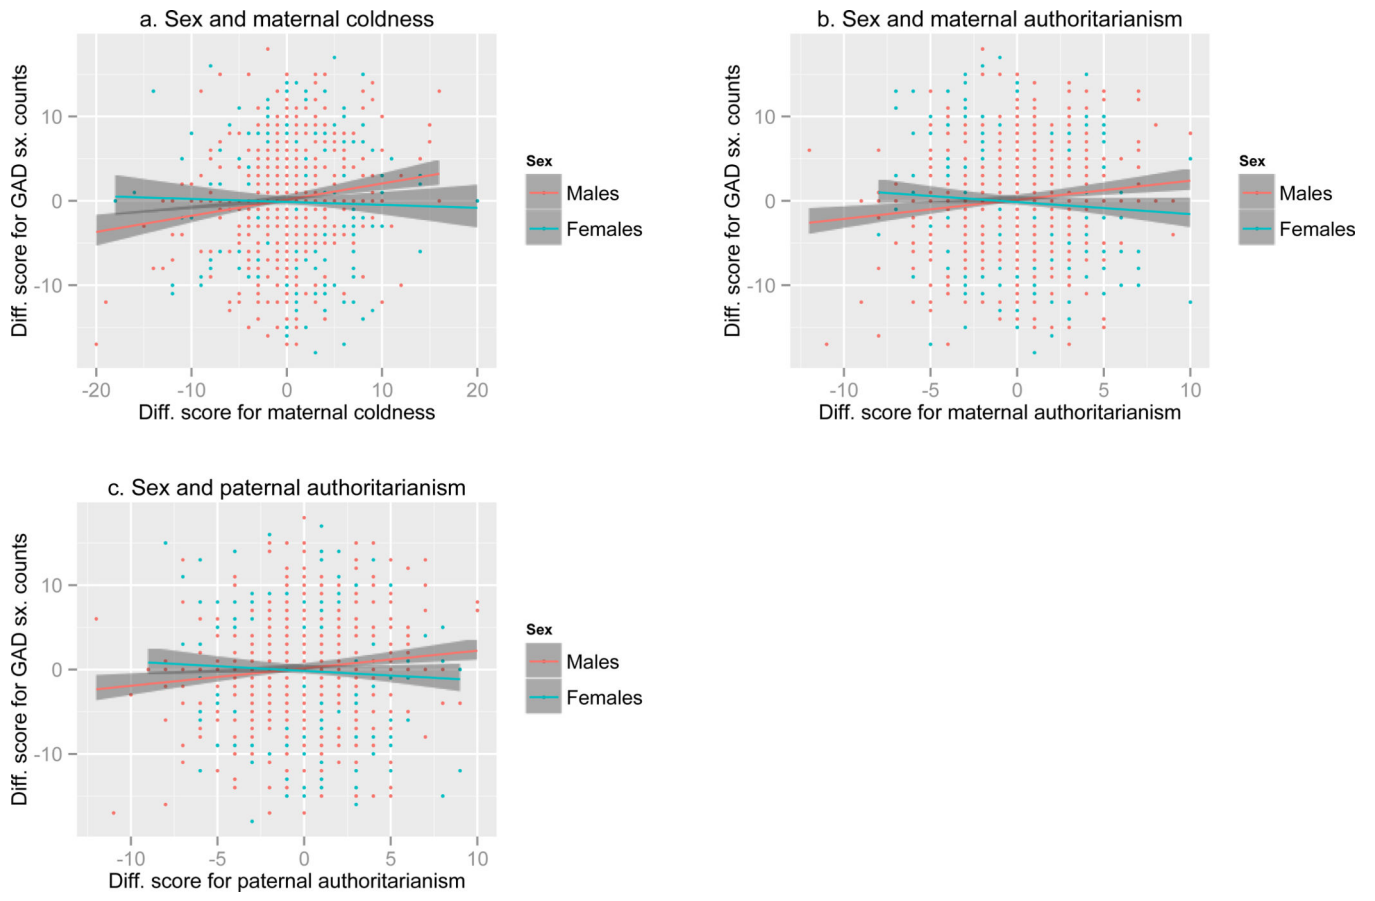 a. Sex and maternal coldness
Diff. score for GAD sx. counts
10
0
-10
-20 -10 0 10 20
Diff. score for maternal coldness
Sex
Males
Females
b. Sex and maternal authoritarianism
Diff. score for GAD sx. counts
10
0
-10
-10 -5 0 5 10
Diff. score for maternal authoritarianism
Sex
Males
Females
c. Sex and paternal authoritarianism
Diff. score for GAD sx. counts
10
0
-10
-10 -5 0 5 10
Diff. score for paternal authoritarianism
Sex
Males
Females